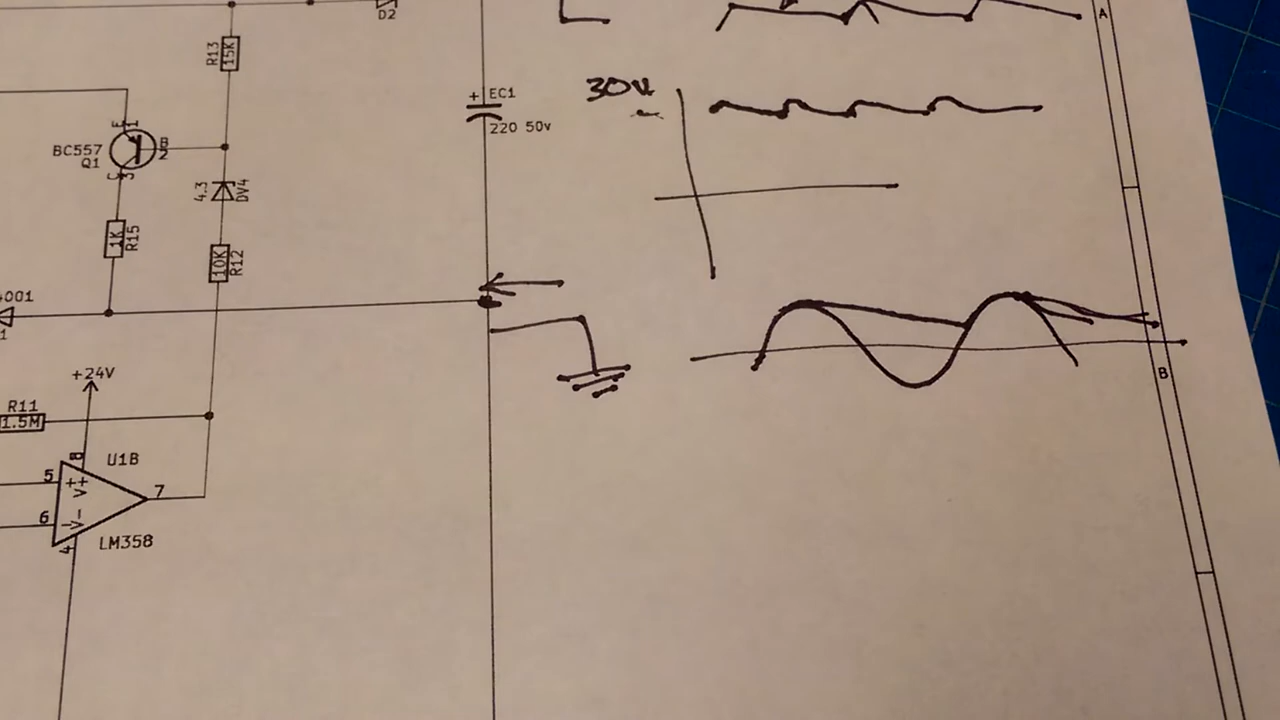 D2
A
R13
15K
30V
+ EC1
220 50v
E 1
BC557
Q1
B
2
C 3
4.3
DV4
1K
R15
10K
R12
+24V
B
R11
1.5M
8
U1B
5
++
V
7
6
V-
4
LM358